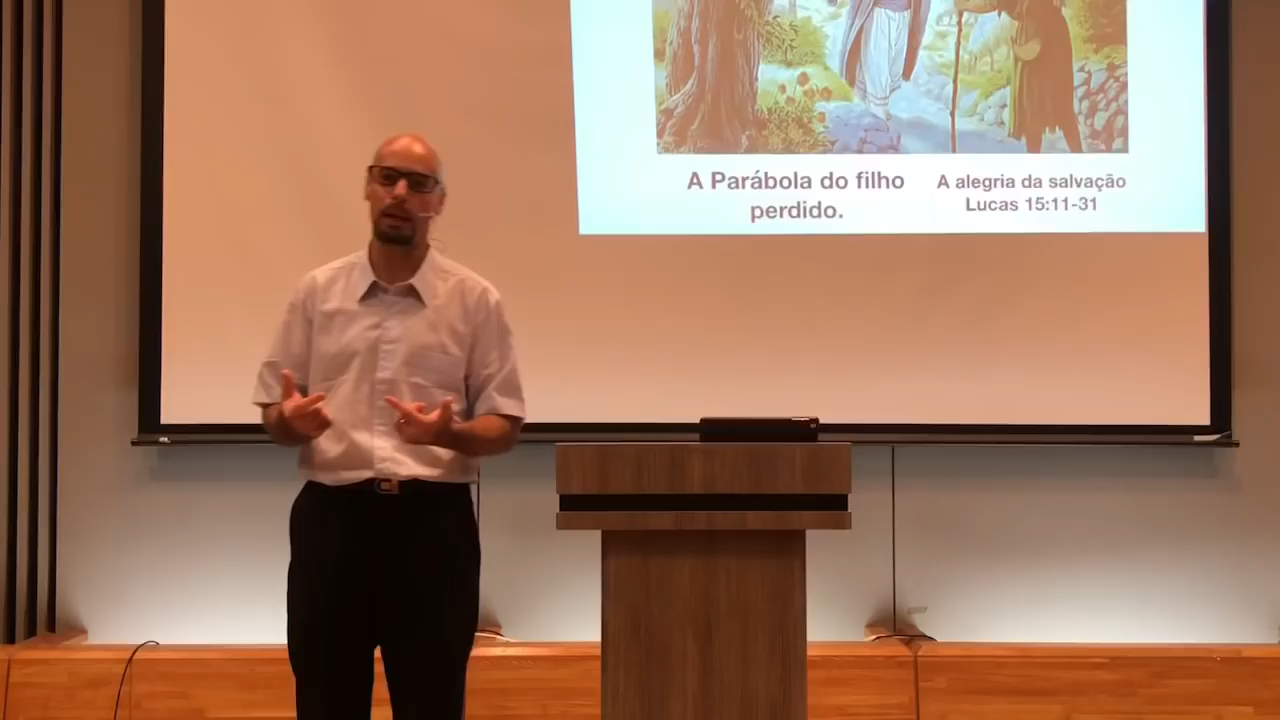 A Parábola do filho
perdido.
A alegria da salvação
Lucas 15:11-31